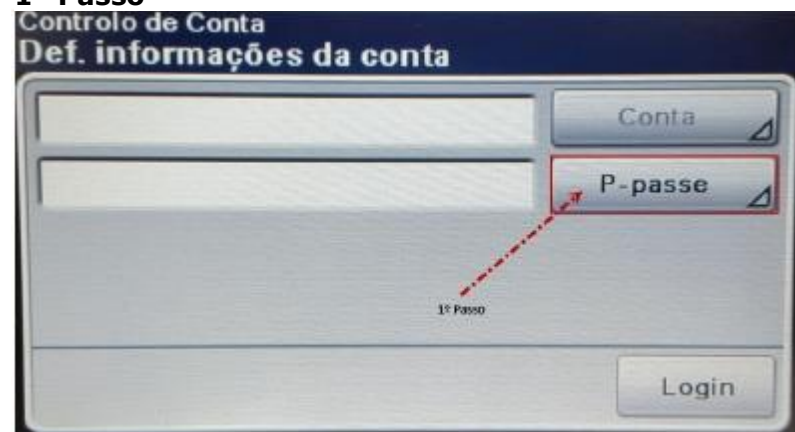 1º Passo
Controlo de Conta
Def. informações da conta
Conta
P-passe
1º Passo
Login